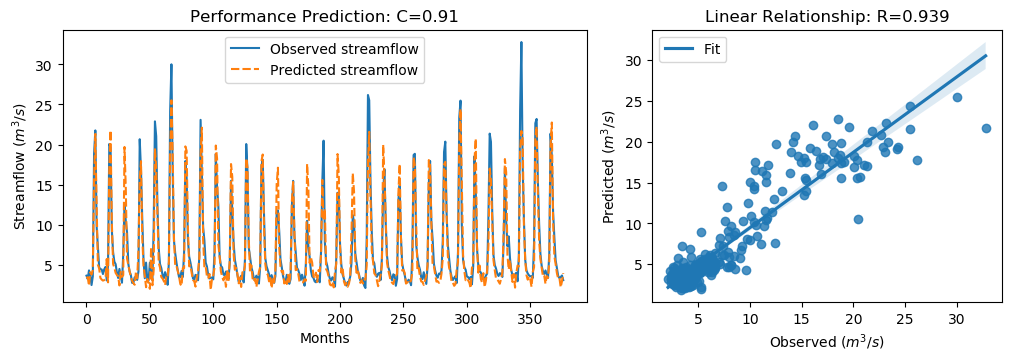 Performance Prediction: C=0.91
Observed streamflow
Predicted streamflow
Streamflow (m³/s)
30
25
20
15
10
5
0
50
100
150
200
250
300
350
Months
Linear Relationship: R=0.939
Fit
Predicted (m³/s)
30
25
20
15
10
5
5
10
15
20
25
30
Observed (m³/s)